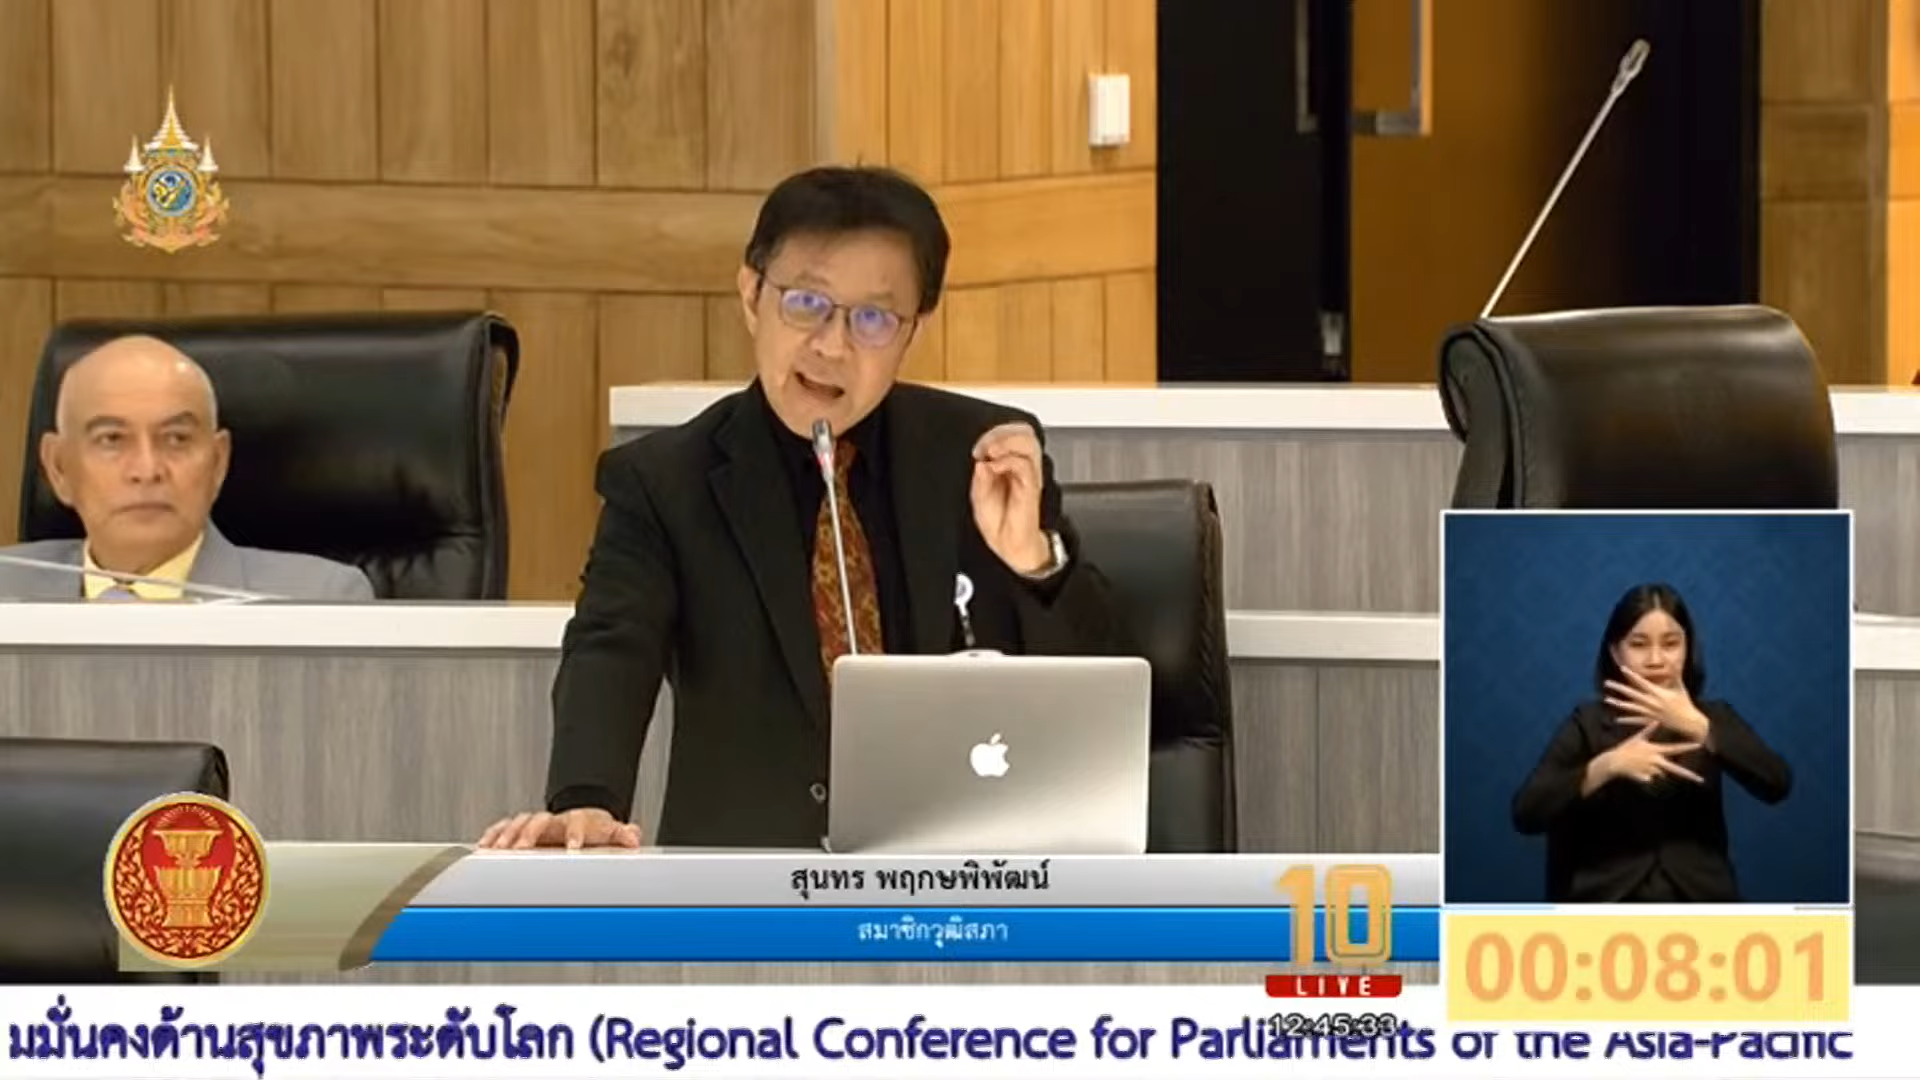 สุนทร พฤกษพิพัฒน์
สมาชิกวุฒิสภา
10
LIVE
00:08:01
12:45:33
มมั่นคงด้านสุขภาพระดับโลก (Regional Conference for Parliaments of the Asia-Pacific